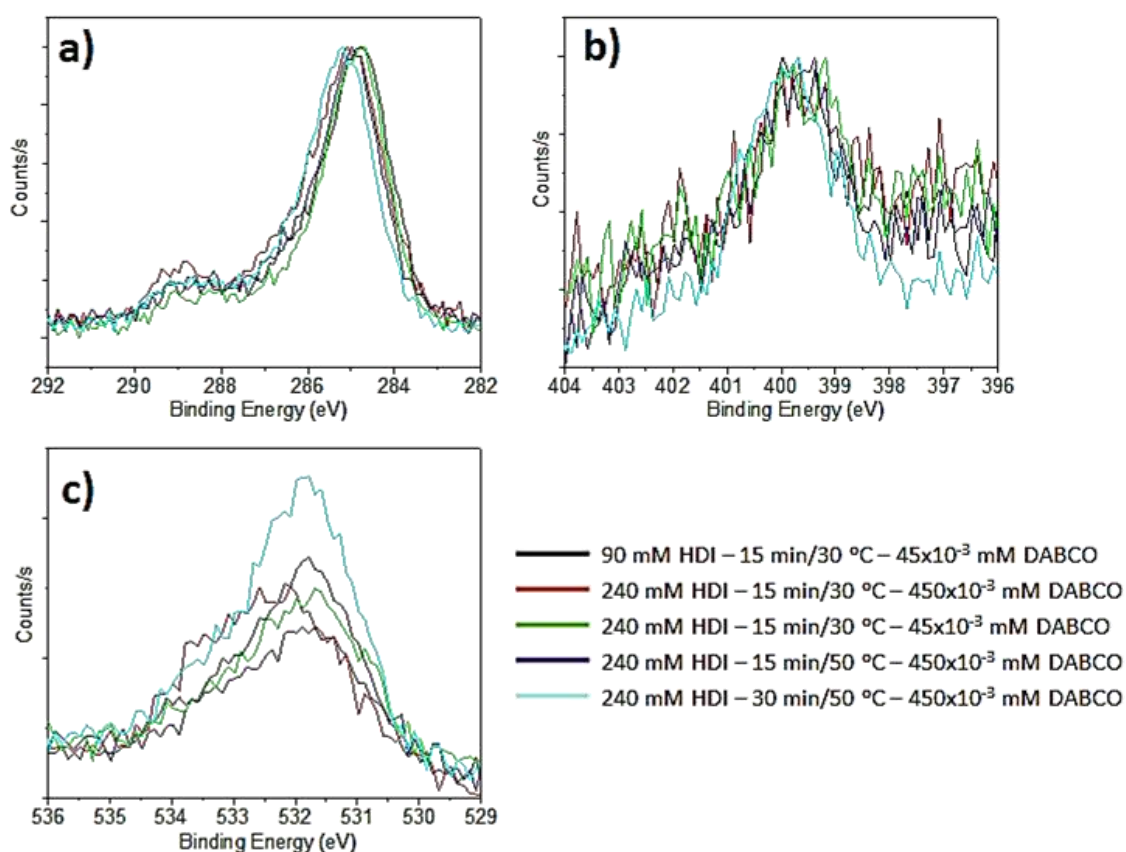 a)
Counts/s
292 290 288 286 284 282
Binding Energy (eV)
b)
Counts/s
404 403 402 401 400 399 398 397 396
Binding Energy (eV)
c)
Counts/s
536 535 534 533 532 531 530 529
Binding Energy (eV)
90 mM HDI – 15 min/30 ºC – 45x10⁻³ mM DABCO
240 mM HDI – 15 min/30 ºC – 450x10⁻³ mM DABCO
240 mM HDI – 15 min/30 ºC – 45x10⁻³ mM DABCO
240 mM HDI – 15 min/50 ºC – 450x10⁻³ mM DABCO
240 mM HDI – 30 min/50 ºC – 450x10⁻³ mM DABCO